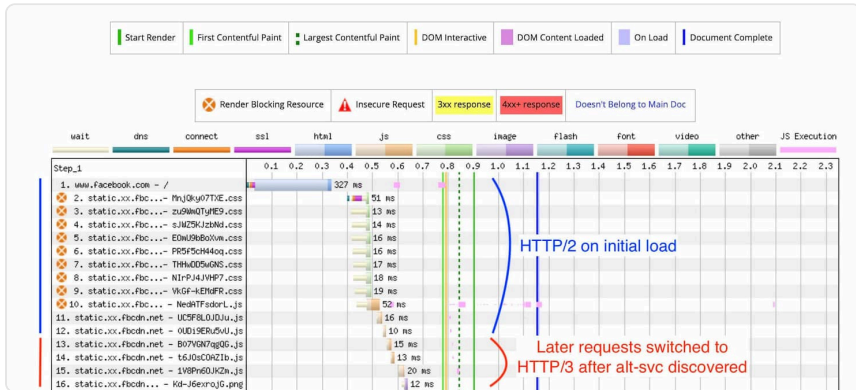 Start Render
First Contentful Paint
Largest Contentful Paint
DOM Interactive
DOM Content Loaded
On Load
Document Complete
Render Blocking Resource
Insecure Request
3xx response
4xx+ response
Doesn't Belong to Main Doc
wait dns connect ssl html js css image flash font video other JS Execution
Step_1 0.1 0.2 0.3 0.4 0.5 0.6 0.7 0.8 0.9 1.0 1.1 1.2 1.3 1.4 1.5 1.6 1.7 1.8 1.9 2.0 2.1 2.2 2.3
1. www.facebook.com - / 327 ms
2. static.xx.fbc...- MnjQky07TXE.css 51 ms
3. static.xx.fbc...- zu9WmQTyME9.css 13 ms
4. static.xx.fbc...- sJWZ5KJzbNd.css 14 ms
5. static.xx.fbc...- EOmU9bBoXvm.css 16 ms
6. static.xx.fbc...- PR5f5cH44oq.css 16 ms
7. static.xx.fbc...- THHwDD5wGNS.css 17 ms
8. static.xx.fbc...- NIrPJ4JVHP7.css 18 ms
9. static.xx.fbc...- VkGf-kEMdFR.css 19 ms
10. static.xx.fbc...- NedATFsdorL.js 52 ms
11. static.xx.fbcdn.net - UC5F8LOJDJu.js 16 ms
12. static.xx.fbcdn.net - OUDi9ERu5vU.js 10 ms
13. static.xx.fbcdn.net - B07VGN7qgQG.js 15 ms
14. static.xx.fbcdn.net - t6JOsCOAZIb.js 13 ms
15. static.xx.fbcdn.net - 1V8Pn6OJKZm.js 20 ms
16. static.xx.fbcdn... - Kd-J6exrojG.png 12 ms
HTTP/2 on initial load
Later requests switched to
HTTP/3 after alt-svc discovered